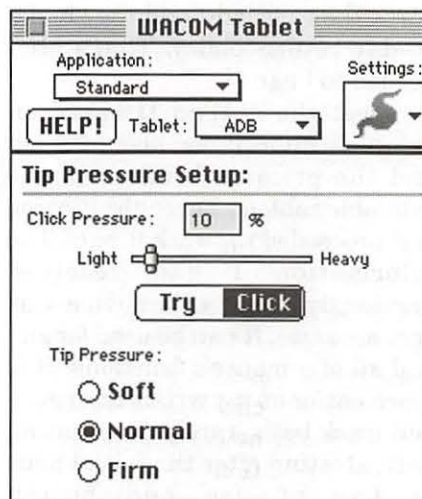 WACOM Tablet
Application:
Settings:
Standard
HELP! Tablet: ADB
Tip Pressure Setup:
Click Pressure: 10 %
Light Heavy
Try Click
Tip Pressure:
Soft
Normal
Firm